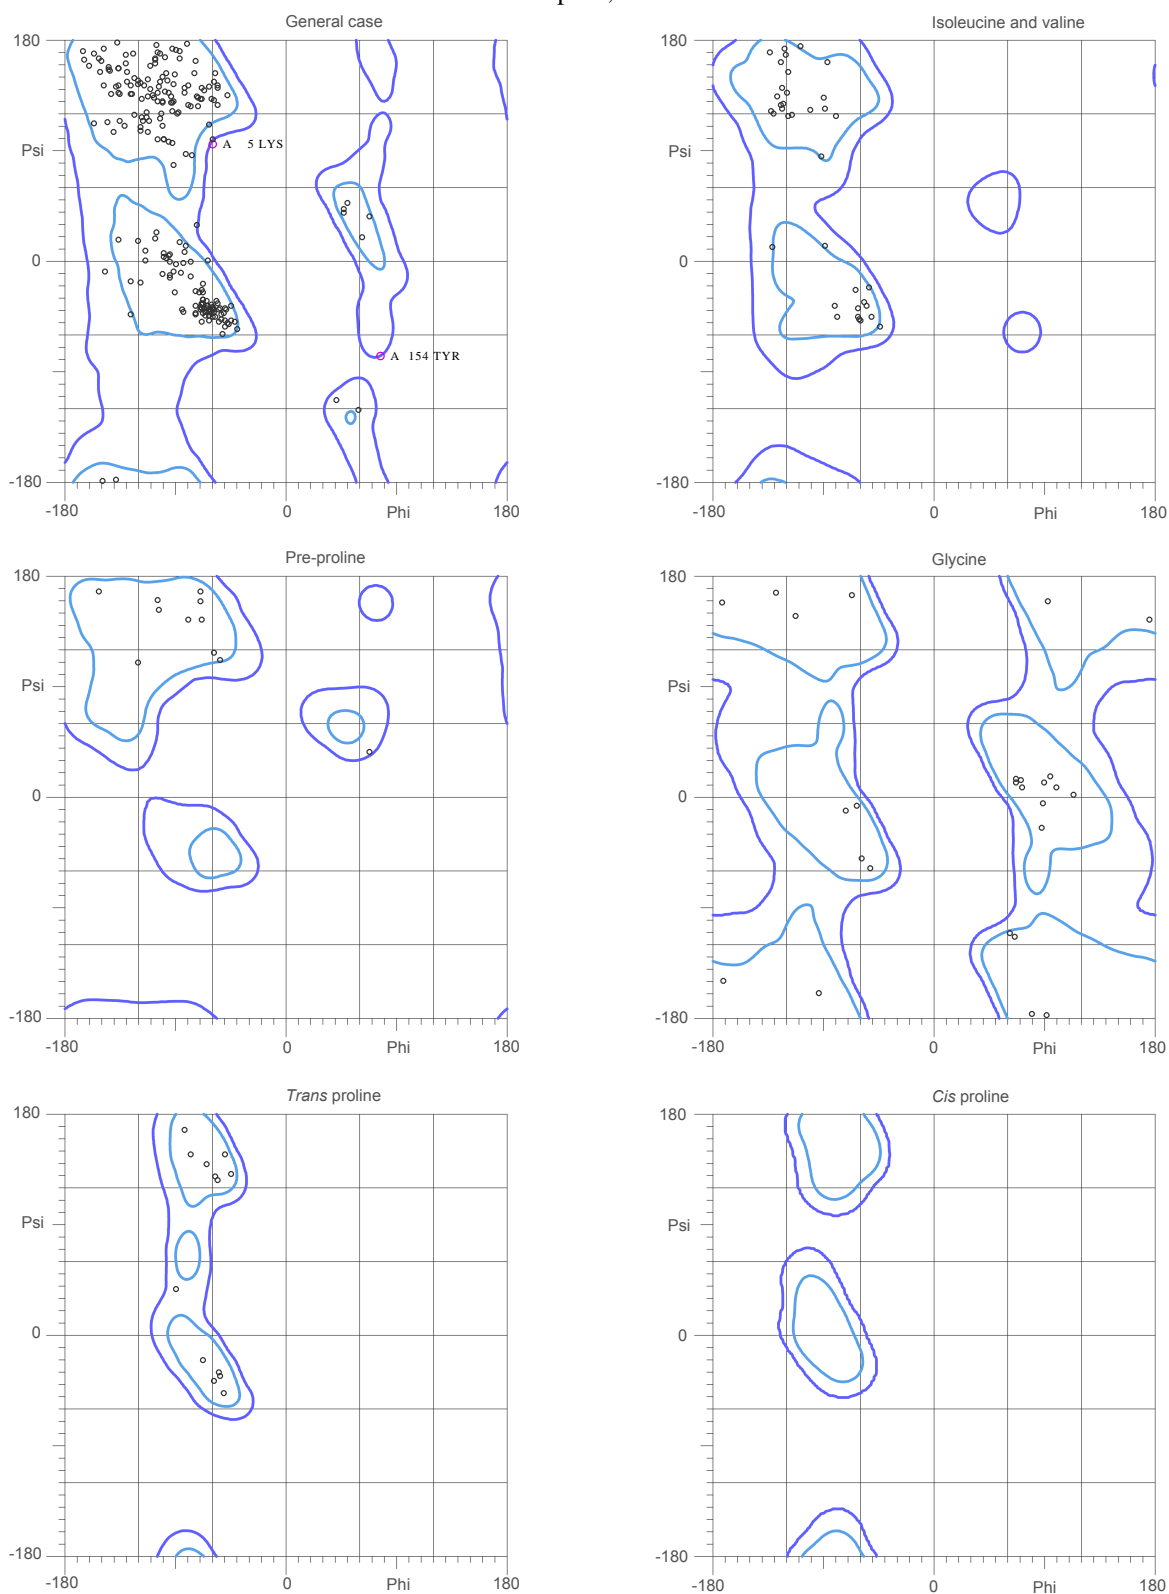 General case
Isoleucine and valine
180
180
A 5 LYS
Psi
Psi
0
0
A 154 TYR
-180
-180
-180
0
Phi
180
-180
0
Phi
180
Pre-proline
Glycine
180
180
Psi
Psi
0
0
-180
-180
-180
0
Phi
180
-180
0
Phi
180
Trans proline
Cis proline
180
180
Psi
Psi
0
0
-180
-180
-180
0
Phi
180
-180
0
Phi
180